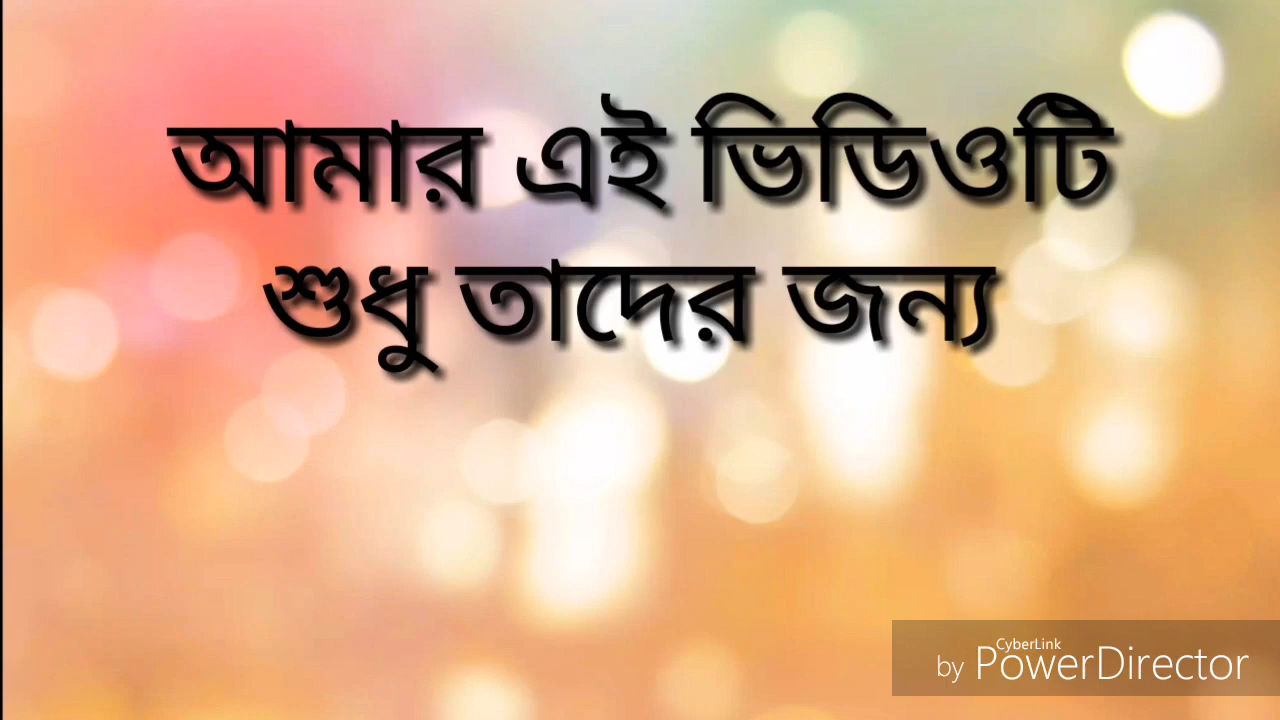 আমার এই ভিডিওটি
শুধু তাদের জন্য
CyberLink
by PowerDirector